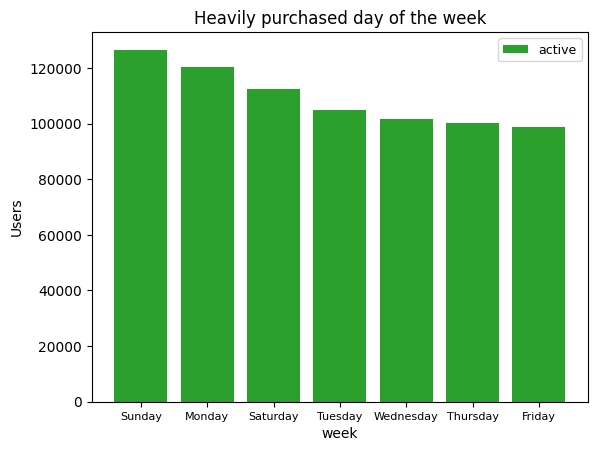 Heavily purchased day of the week
active
120000
100000
80000
60000
40000
20000
0
Users
Sunday Monday Saturday Tuesday Wednesday Thursday Friday
week